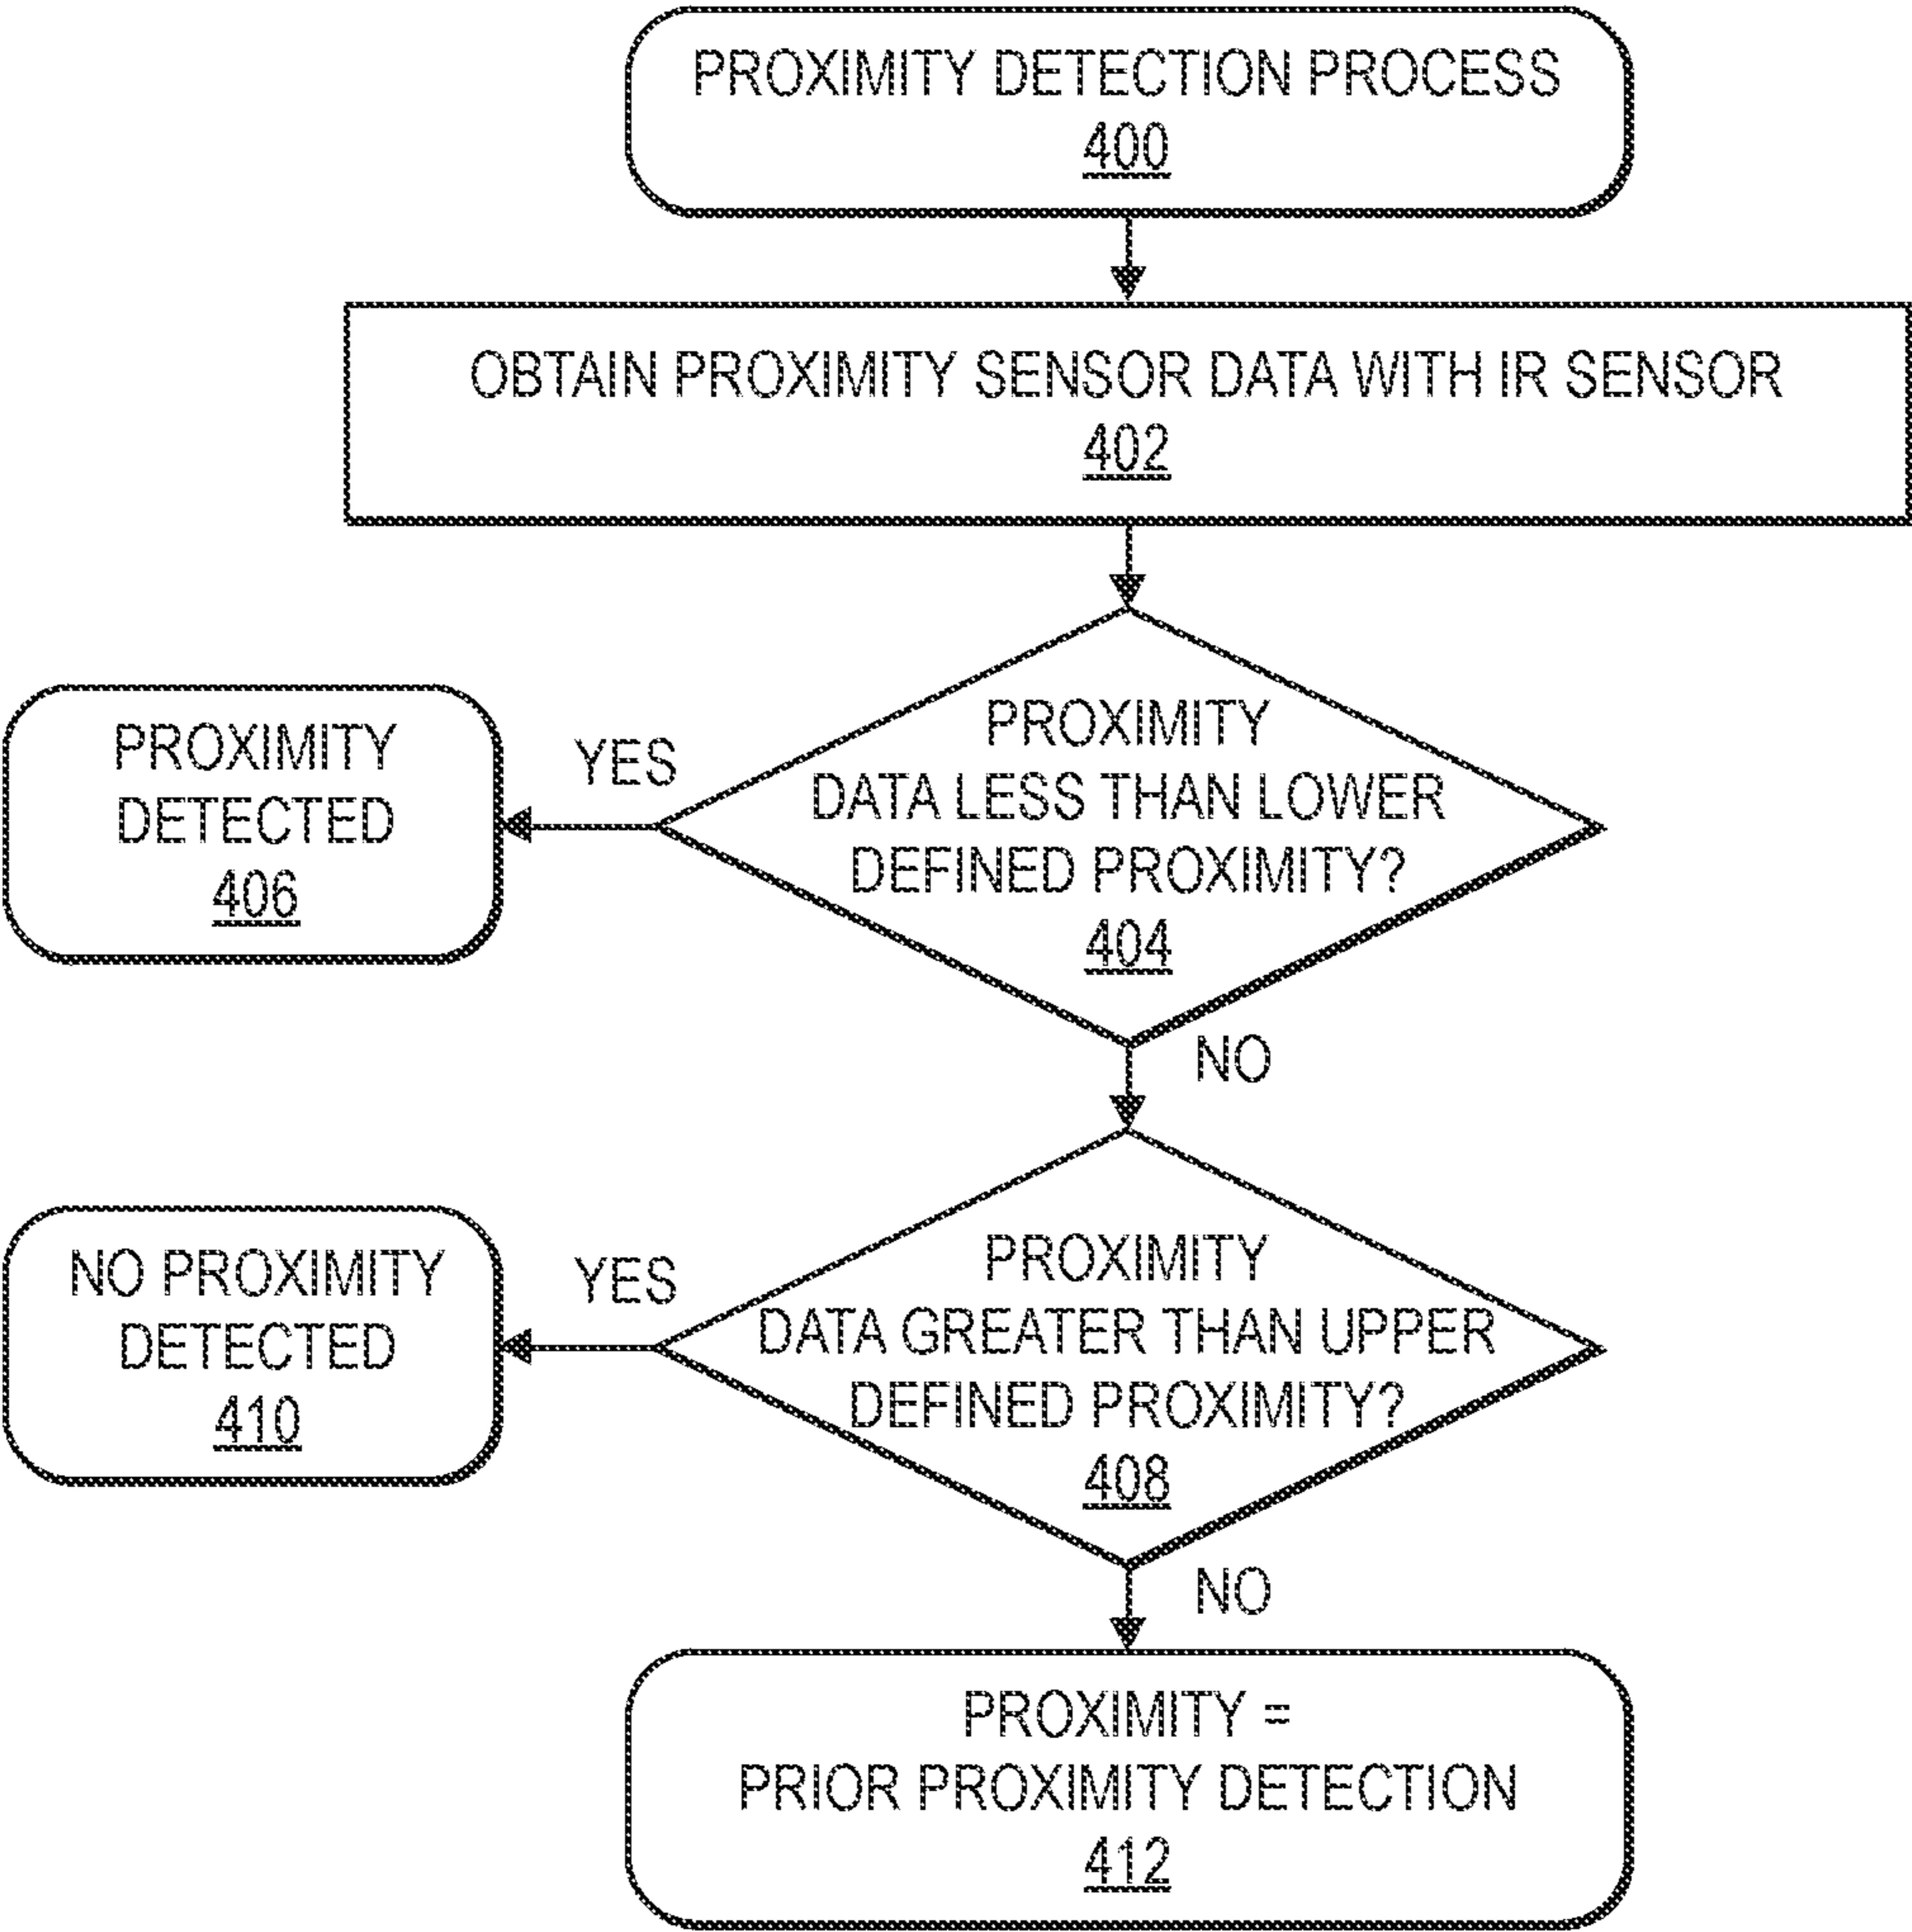 PROXIMITY DETECTION PROCESS
400
OBTAIN PROXIMITY SENSOR DATA WITH IR SENSOR
402
PROXIMITY
DATA LESS THAN LOWER
DEFINED PROXIMITY?
404
YES
PROXIMITY
DETECTED
406
NO
PROXIMITY
DATA GREATER THAN UPPER
DEFINED PROXIMITY?
408
YES
NO PROXIMITY
DETECTED
410
NO
PROXIMITY =
PRIOR PROXIMITY DETECTION
412